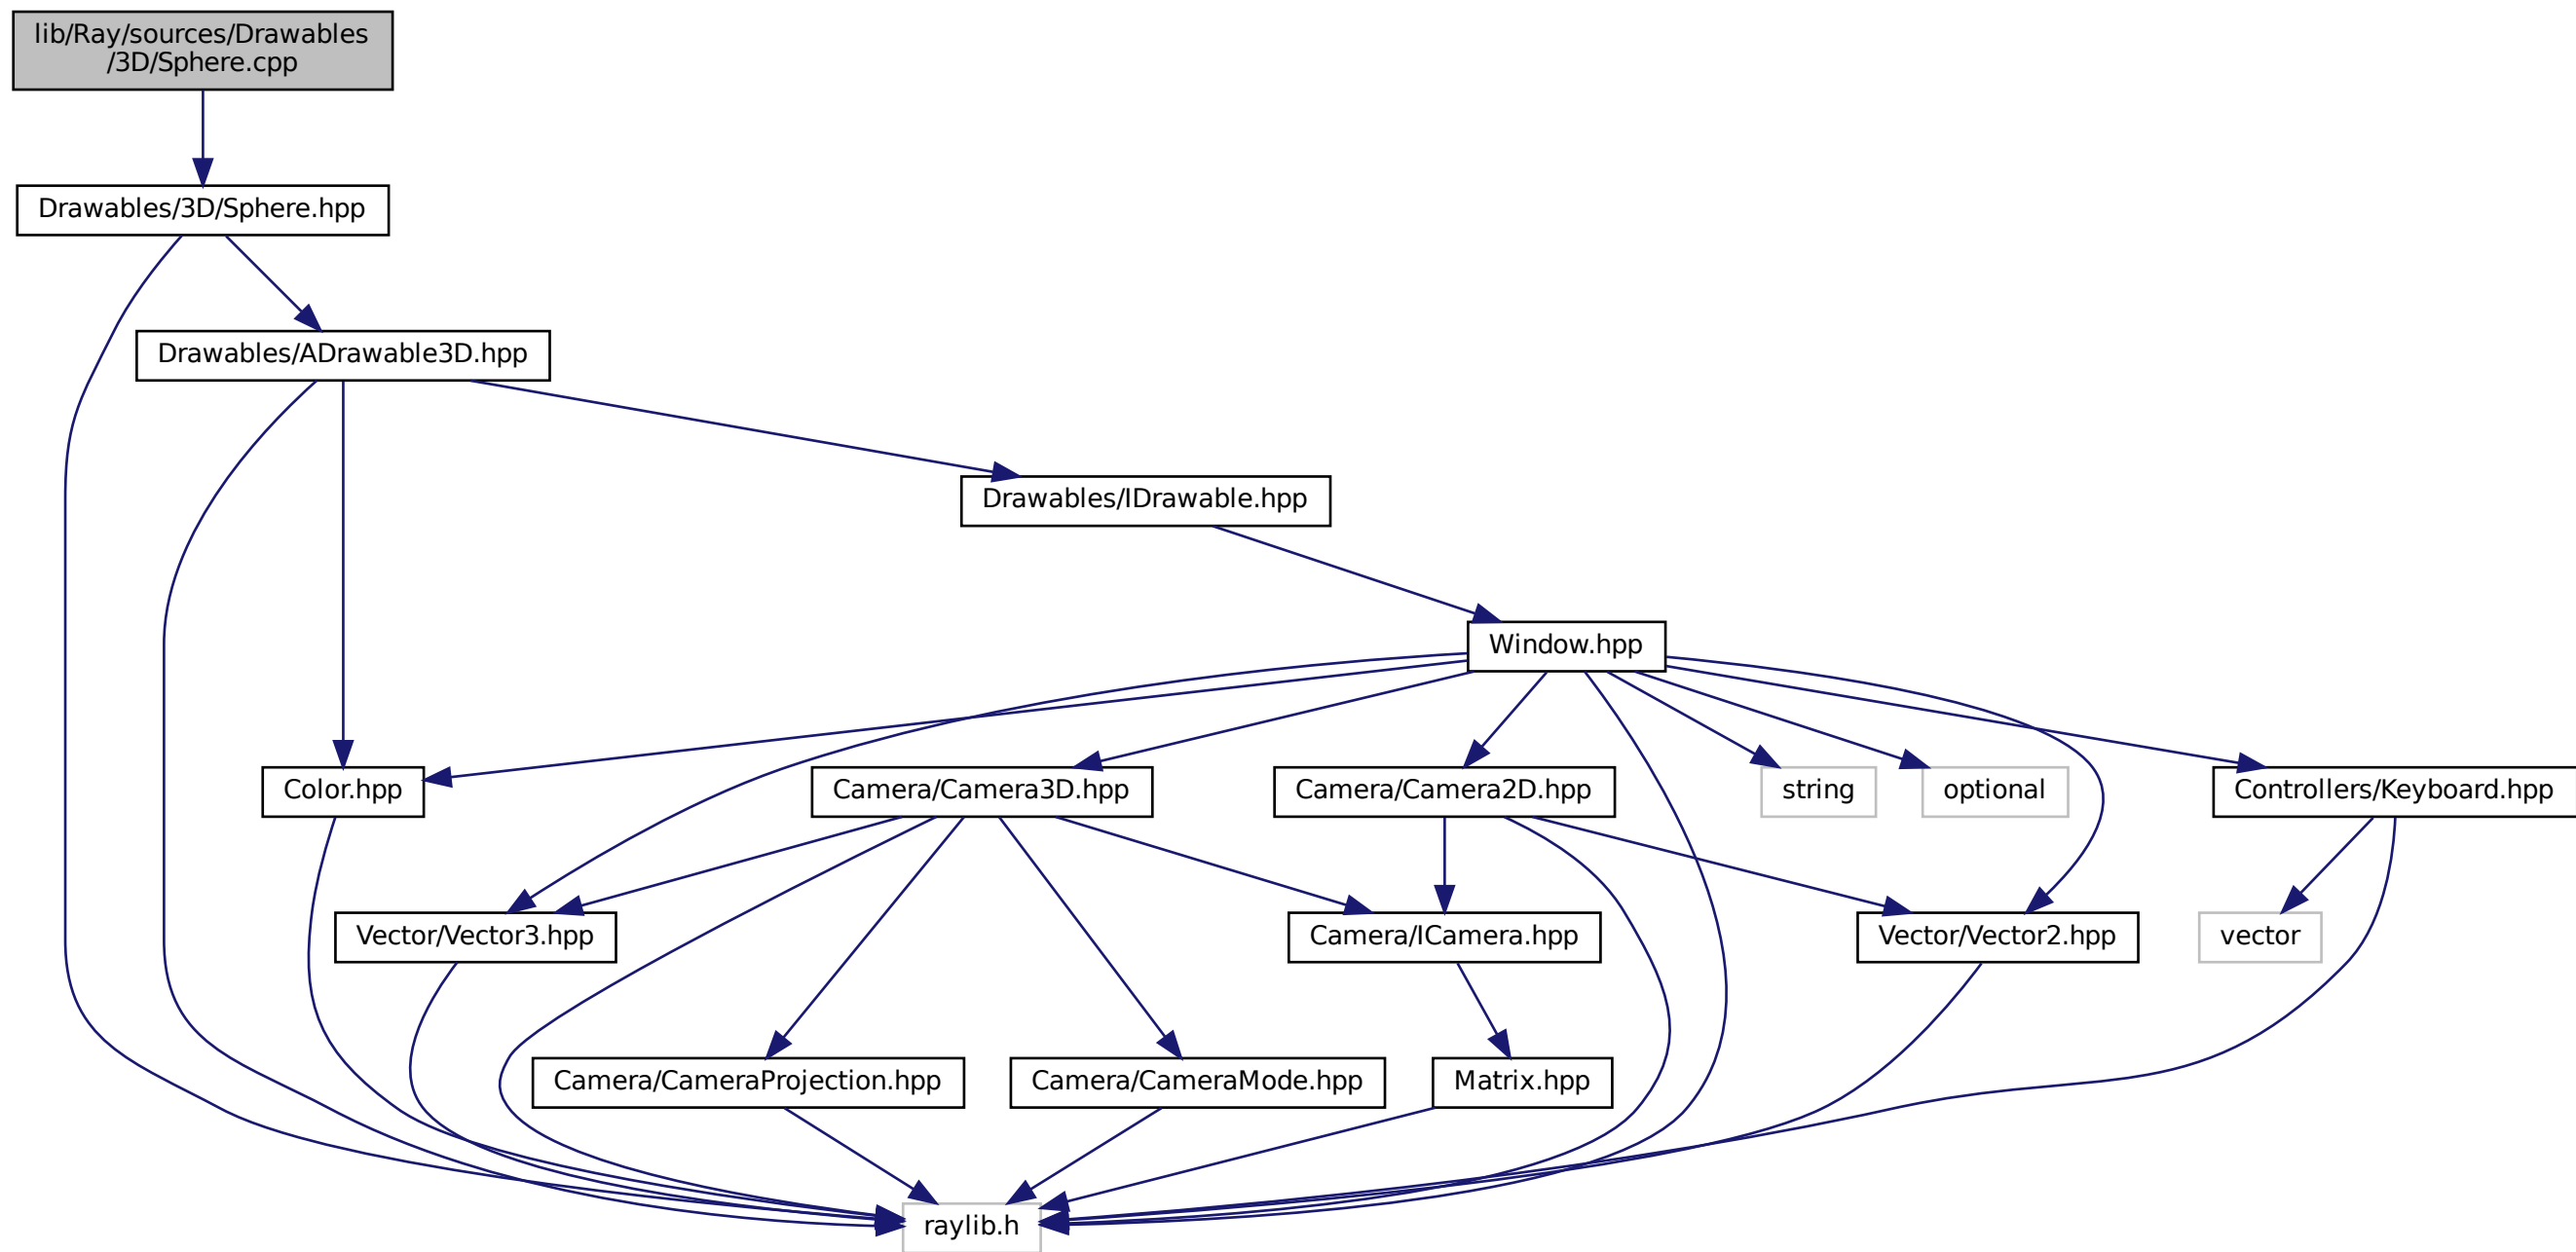 lib/Ray/sources/Drawables
/3D/Sphere.cpp
Drawables/3D/Sphere.hpp
Drawables/ADrawable3D.hpp
Drawables/IDrawable.hpp
Window.hpp
Color.hpp
Camera/Camera3D.hpp
Camera/Camera2D.hpp
string
optional
Controllers/Keyboard.hpp
Vector/Vector3.hpp
Camera/ICamera.hpp
Vector/Vector2.hpp
vector
Camera/CameraProjection.hpp
Camera/CameraMode.hpp
Matrix.hpp
raylib.h